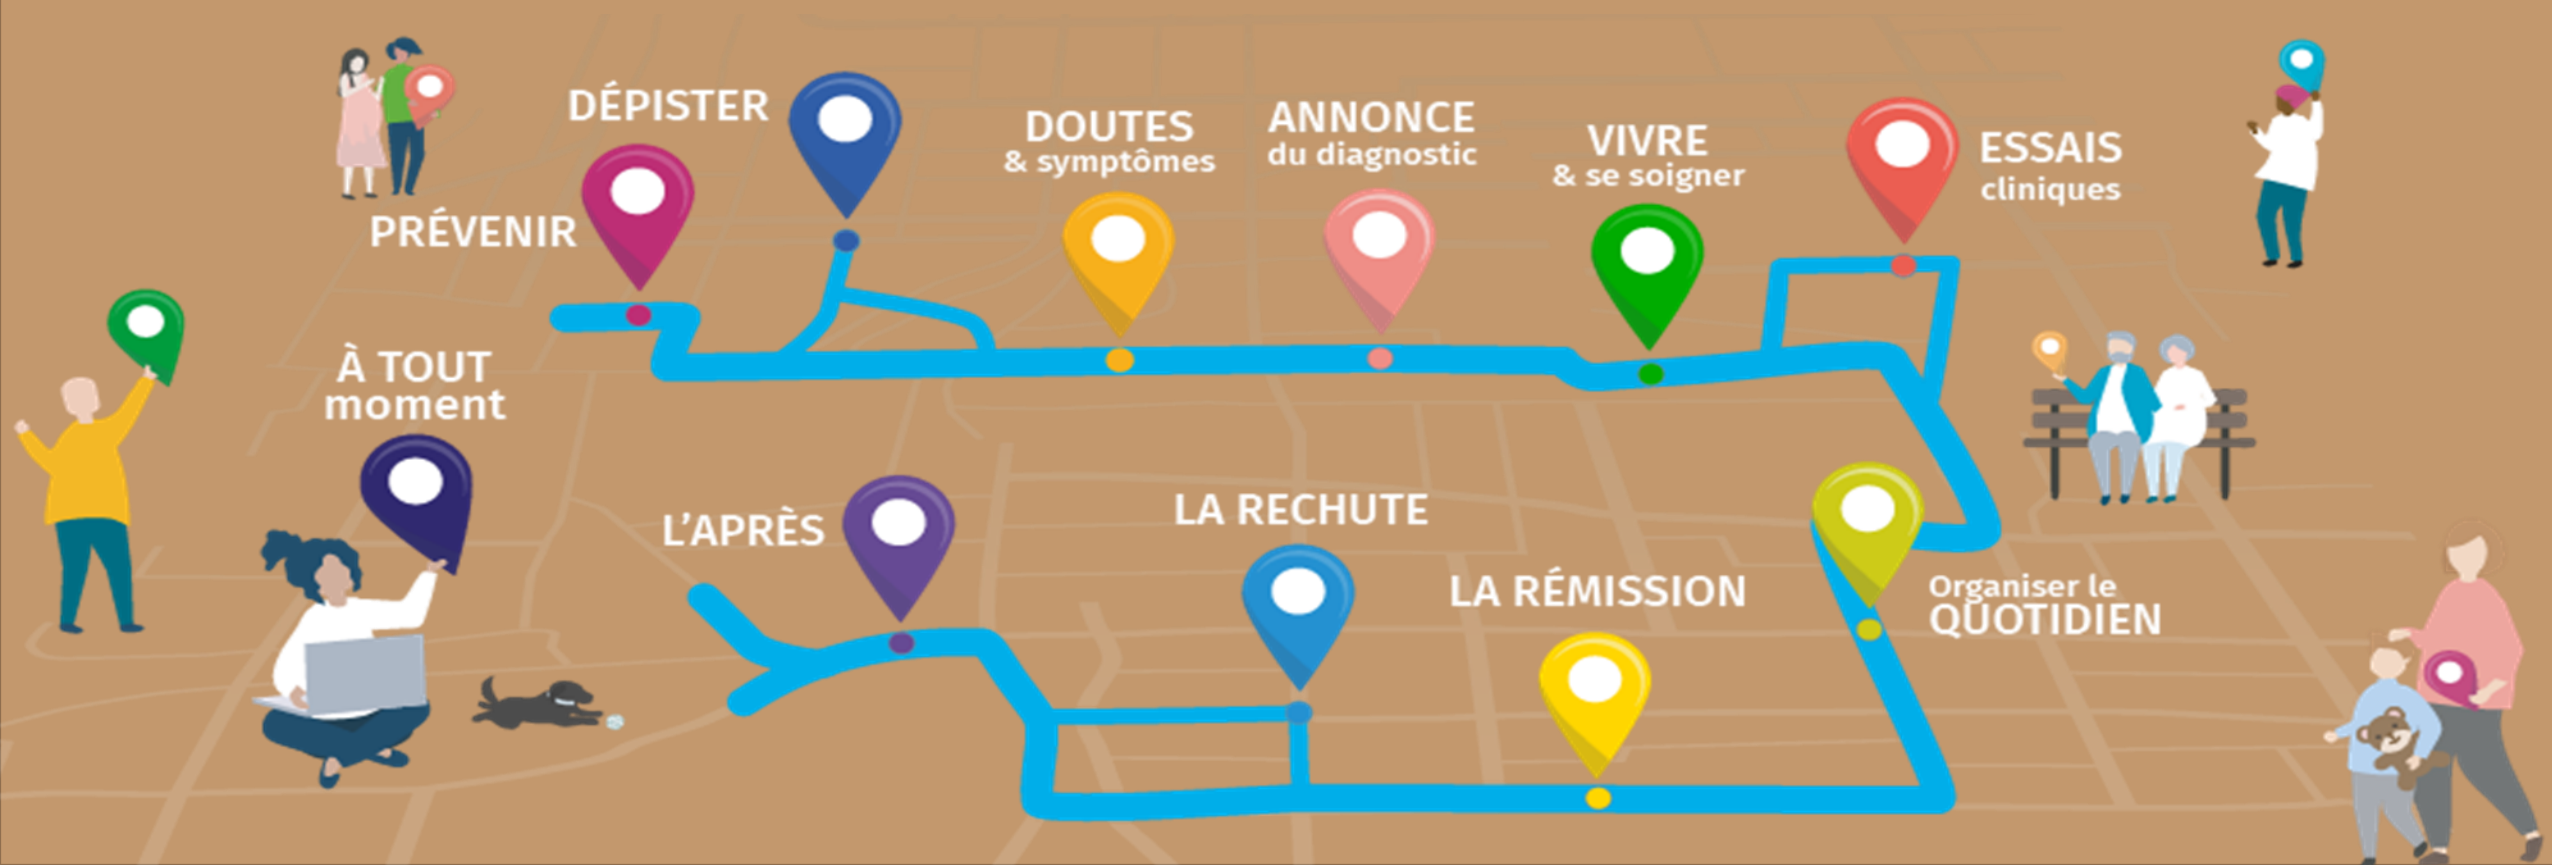 DÉPISTER
PRÉVENIR
DOUTES
& symptômes
ANNONCE
du diagnostic
VIVRE
& se soigner
ESSAIS
cliniques
À TOUT
moment
L'APRÈS
LA RECHUTE
LA RÉMISSION
Organiser le
QUOTIDIEN